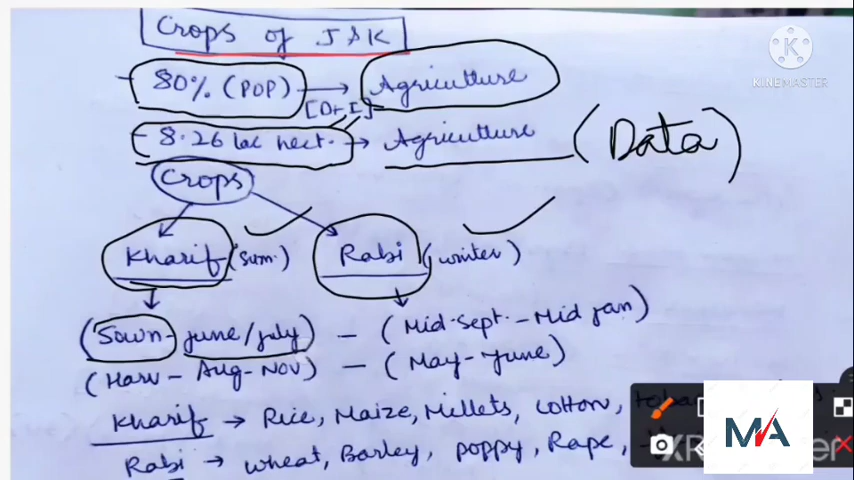 Crops of J&K
KINEMASTER
- 80% (POP) → Agriculture
[D+I]
- 8.26 lac hect. → Agriculture (Data)
Crops
Kharif (Sum.) Rabi (winter)
(Sown- june/july) - (Mid-Sept. - Mid jan)
(Harv - Aug-Nov) - (May-June)
Kharif → Rice, Maize, Millets, cotton,
Rabi → wheat, Barley, poppy, Rape,
MA